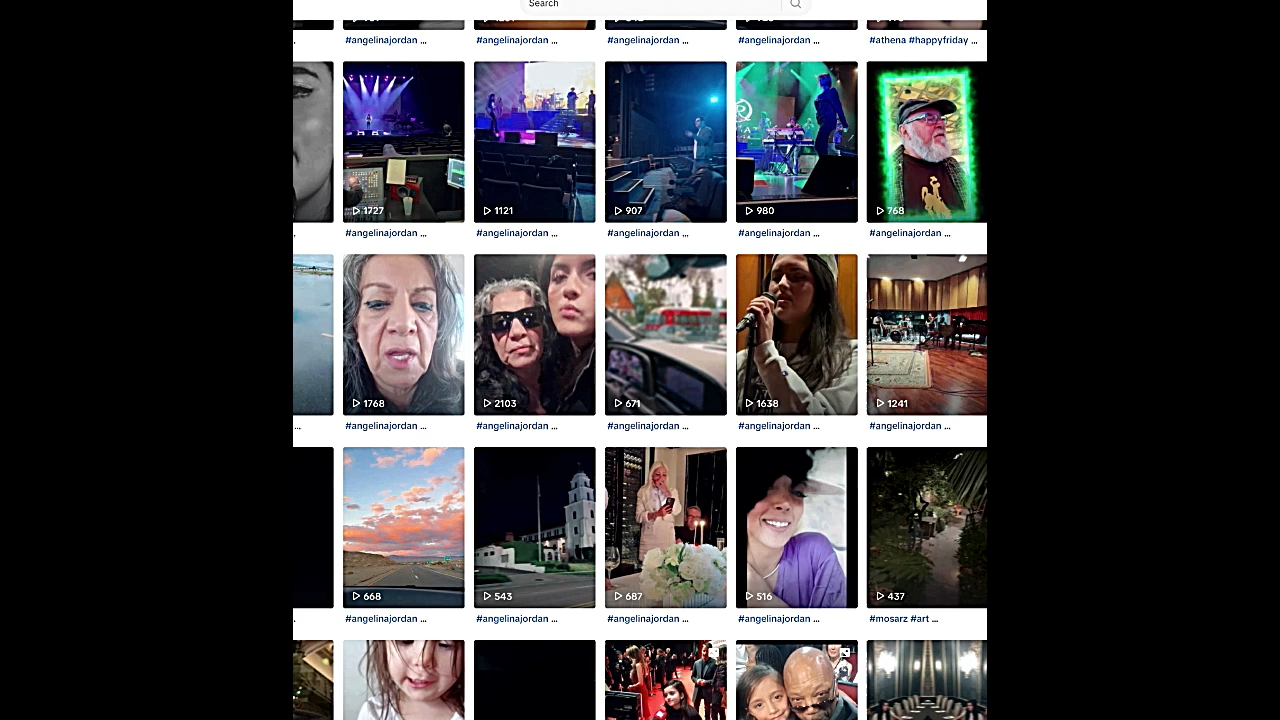 Search
#angelinajordan ...
#angelinajordan ...
#angelinajordan ...
#angelinajordan ...
#athena #happyfriday ...
1727
1121
907
980
768
#angelinajordan ...
#angelinajordan ...
#angelinajordan ...
#angelinajordan ...
#angelinajordan ...
1768
2103
671
1638
1241
#angelinajordan ...
#angelinajordan ...
#angelinajordan ...
#angelinajordan ...
#angelinajordan ...
668
543
687
516
437
#angelinajordan ...
#angelinajordan ...
#angelinajordan ...
#angelinajordan ...
#mosarz #art ...